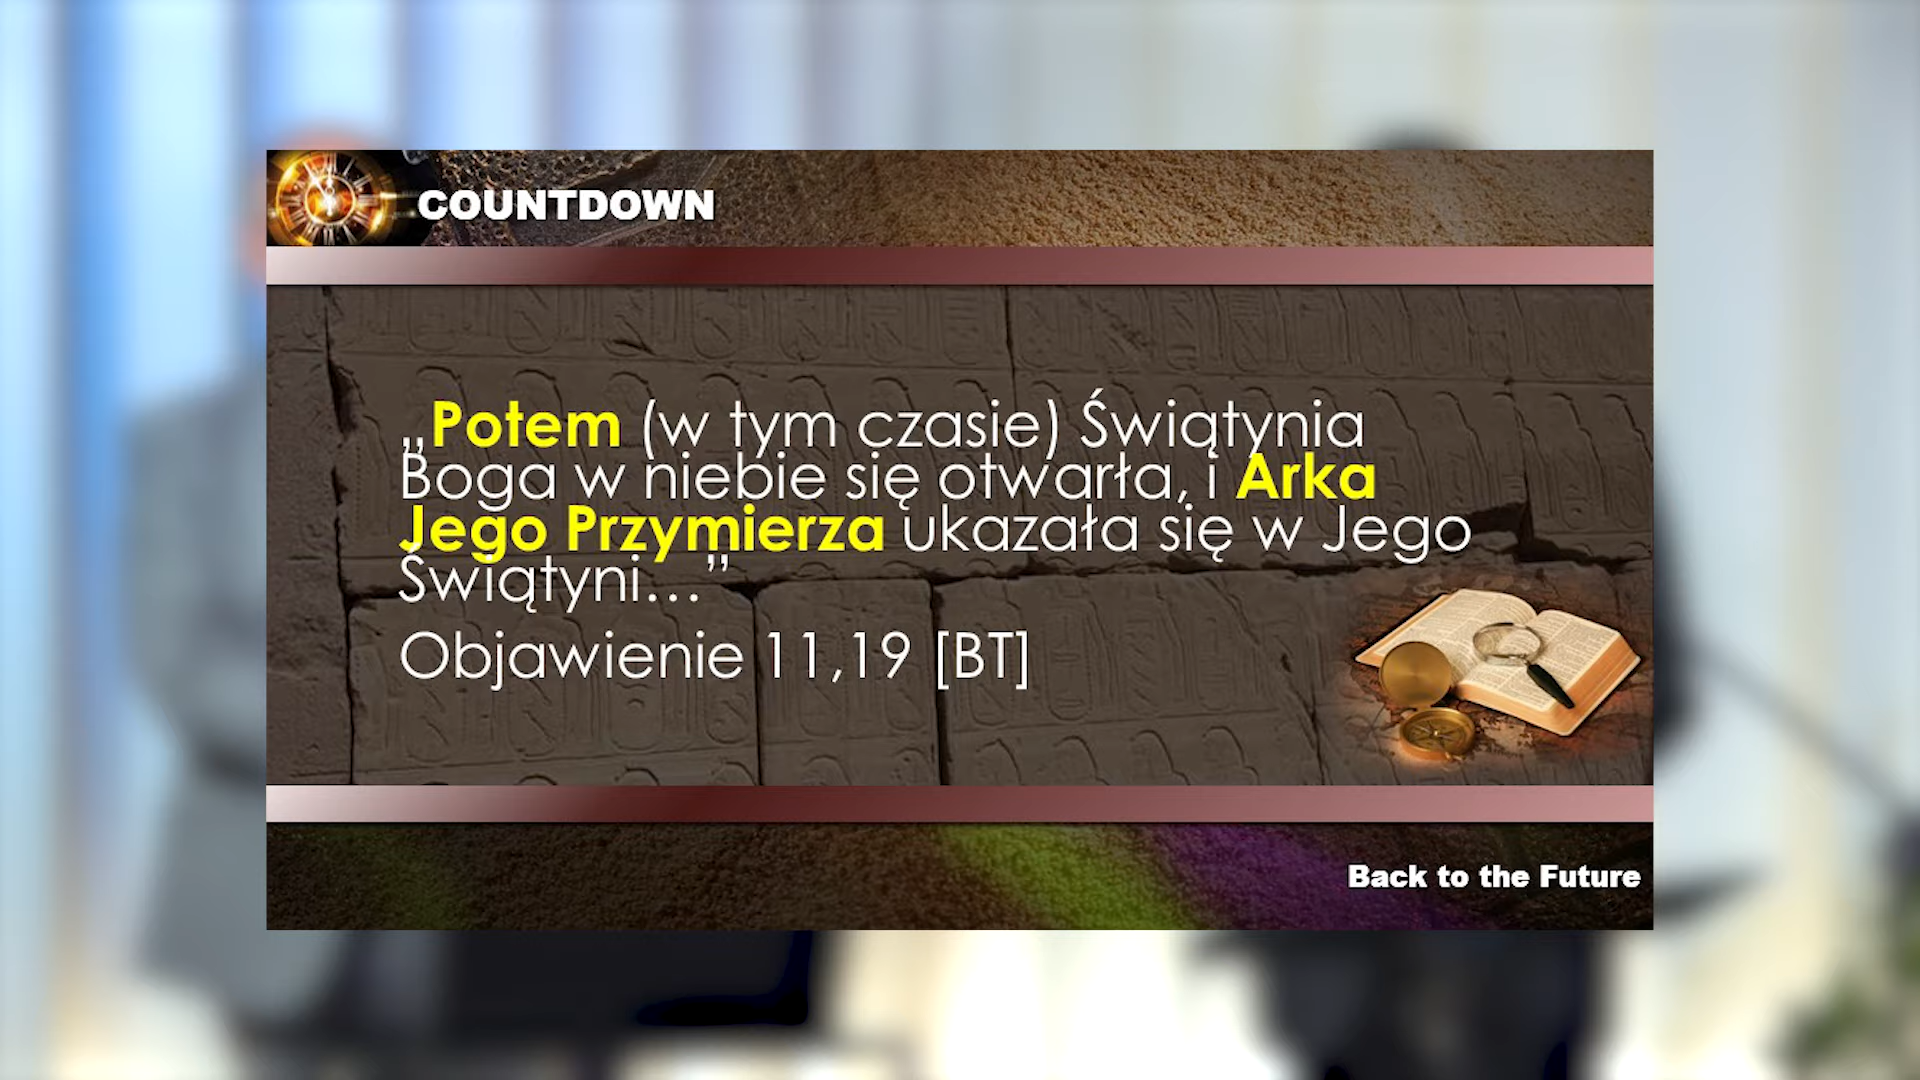 COUNTDOWN
„Potem (w tym czasie) Świątynia
Boga w niebie się otwarła, i Arka
Jego Przymierza ukazała się w Jego
Świątyni…”
Objawienie 11,19 [BT]
Back to the Future